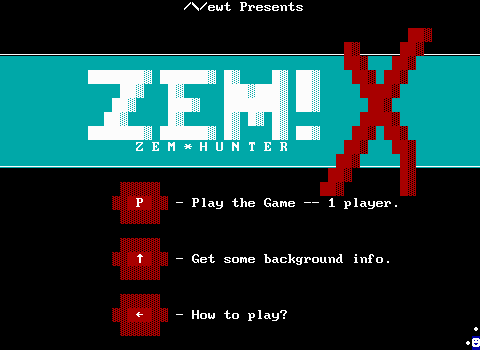 /\/ewt Presents
ZEM! X
ZEM*HUNTER
P - Play the Game -- 1 player.
↑ - Get some background info.
← - How to play?